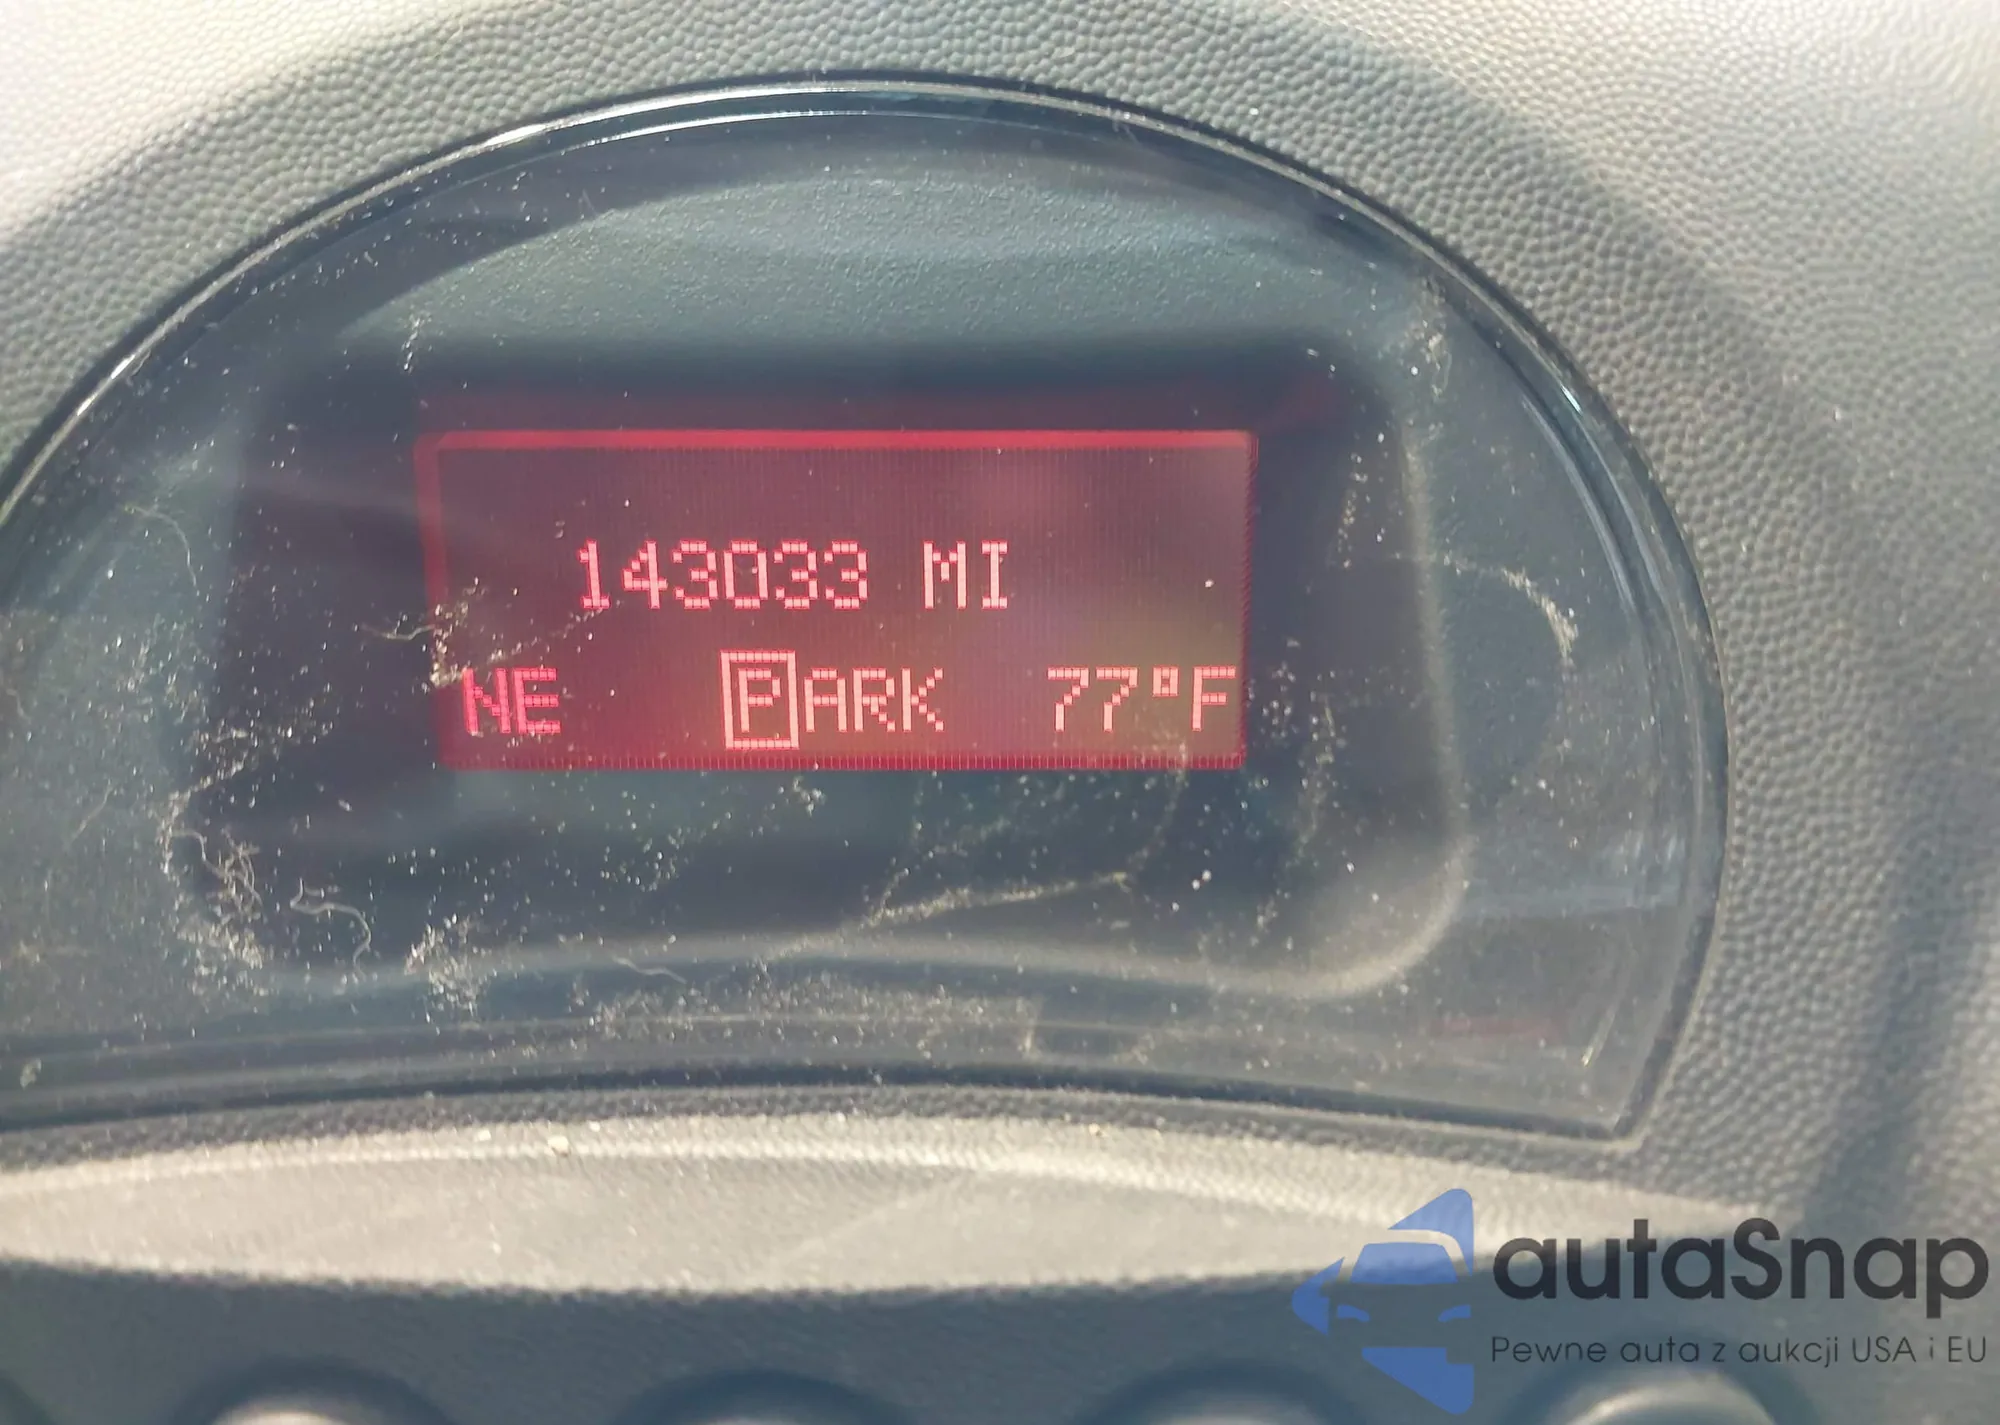 143033 MI
NE PARK 77°F
autaSnap
Pewne auta z aukcji USA i EU